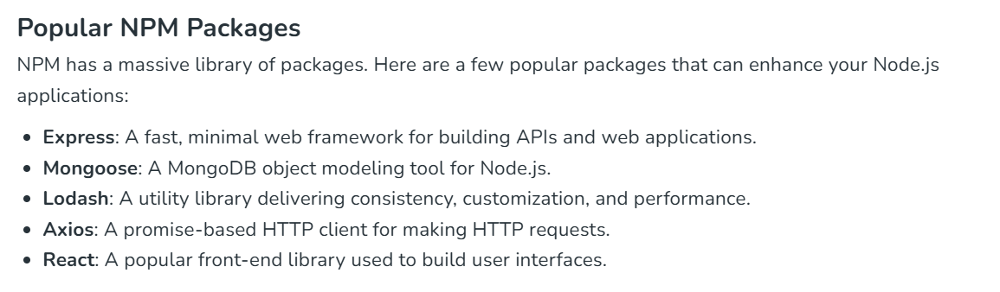 Popular NPM Packages
NPM has a massive library of packages. Here are a few popular packages that can enhance your Node.js
applications:
• Express: A fast, minimal web framework for building APIs and web applications.
• Mongoose: A MongoDB object modeling tool for Node.js.
• Lodash: A utility library delivering consistency, customization, and performance.
• Axios: A promise-based HTTP client for making HTTP requests.
• React: A popular front-end library used to build user interfaces.